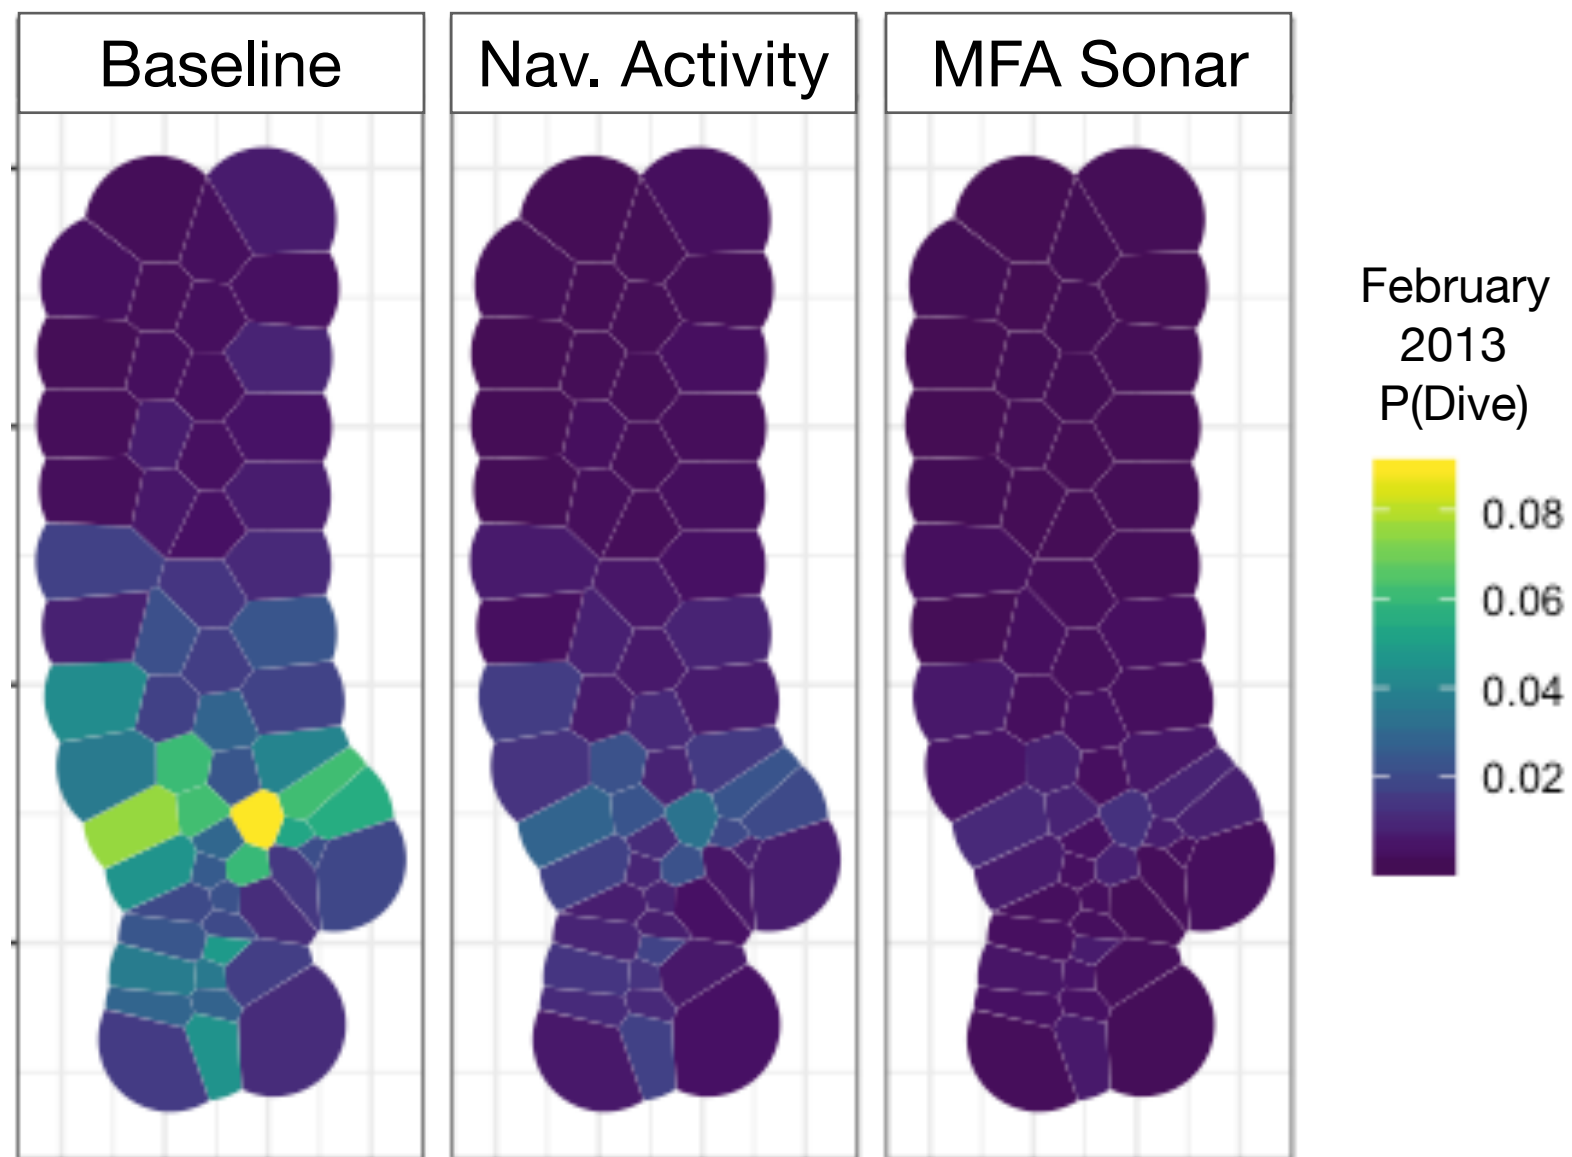 Baseline
Nav. Activity
MFA Sonar
February
2013
P(Dive)
0.08
0.06
0.04
0.02